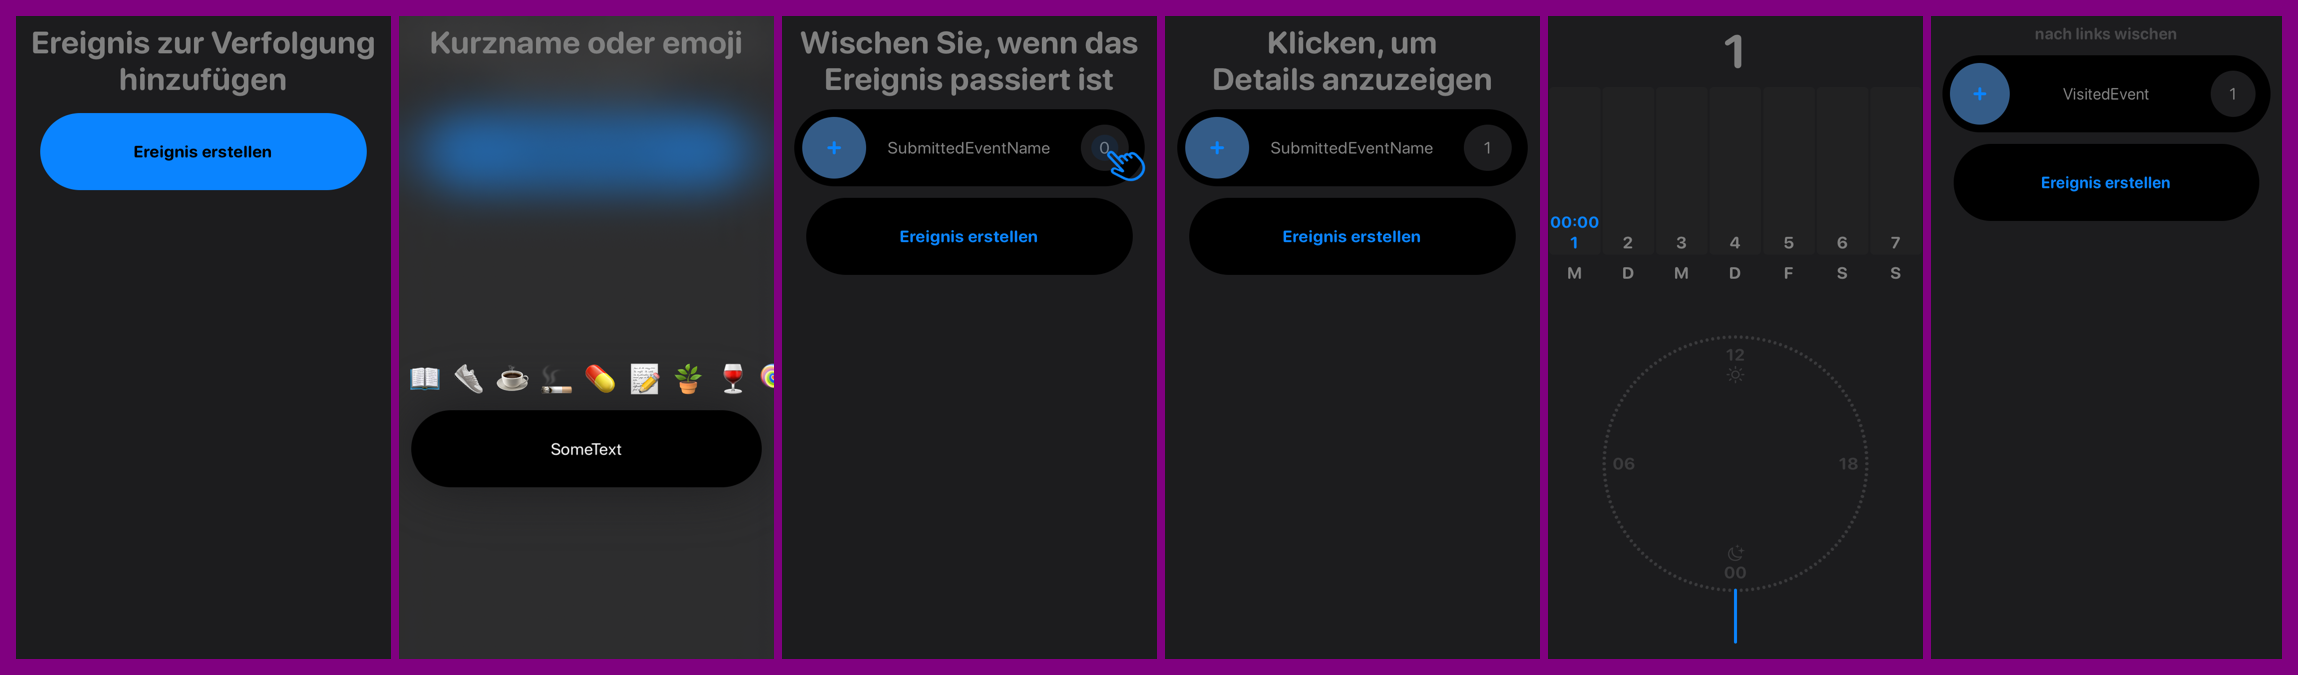 Ereignis zur Verfolgung
hinzufügen
Ereignis erstellen
Kurzname oder emoji
SomeText
Wischen Sie, wenn das
Ereignis passiert ist
+ SubmittedEventName 0
Ereignis erstellen
Klicken, um
Details anzuzeigen
+ SubmittedEventName 1
Ereignis erstellen
1
00:00
1 2 3 4 5 6 7
M D M D F S S
12
06 18
00
nach links wischen
+ VisitedEvent 1
Ereignis erstellen